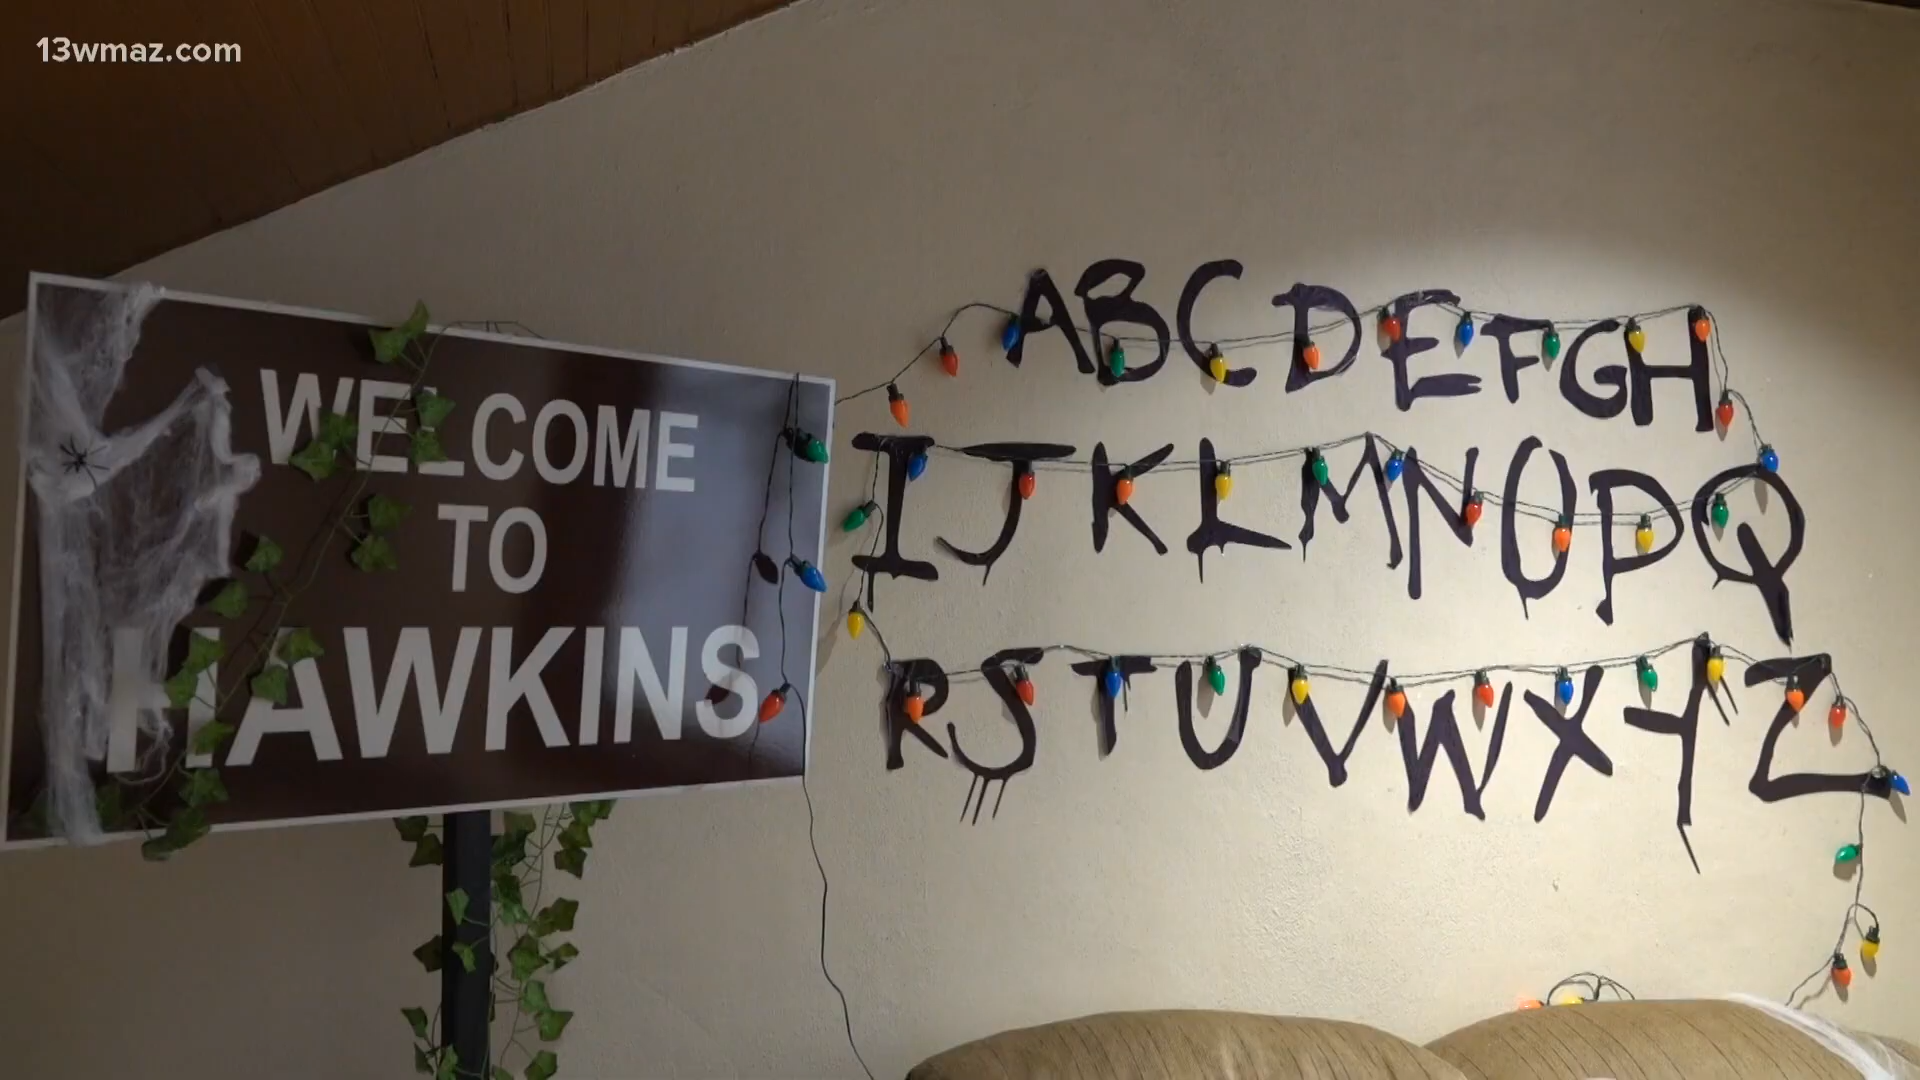 13wmaz.com
WELCOME
TO
HAWKINS
ABCDEFGH
IJKLMNOPQ
RSTUVWXYZ